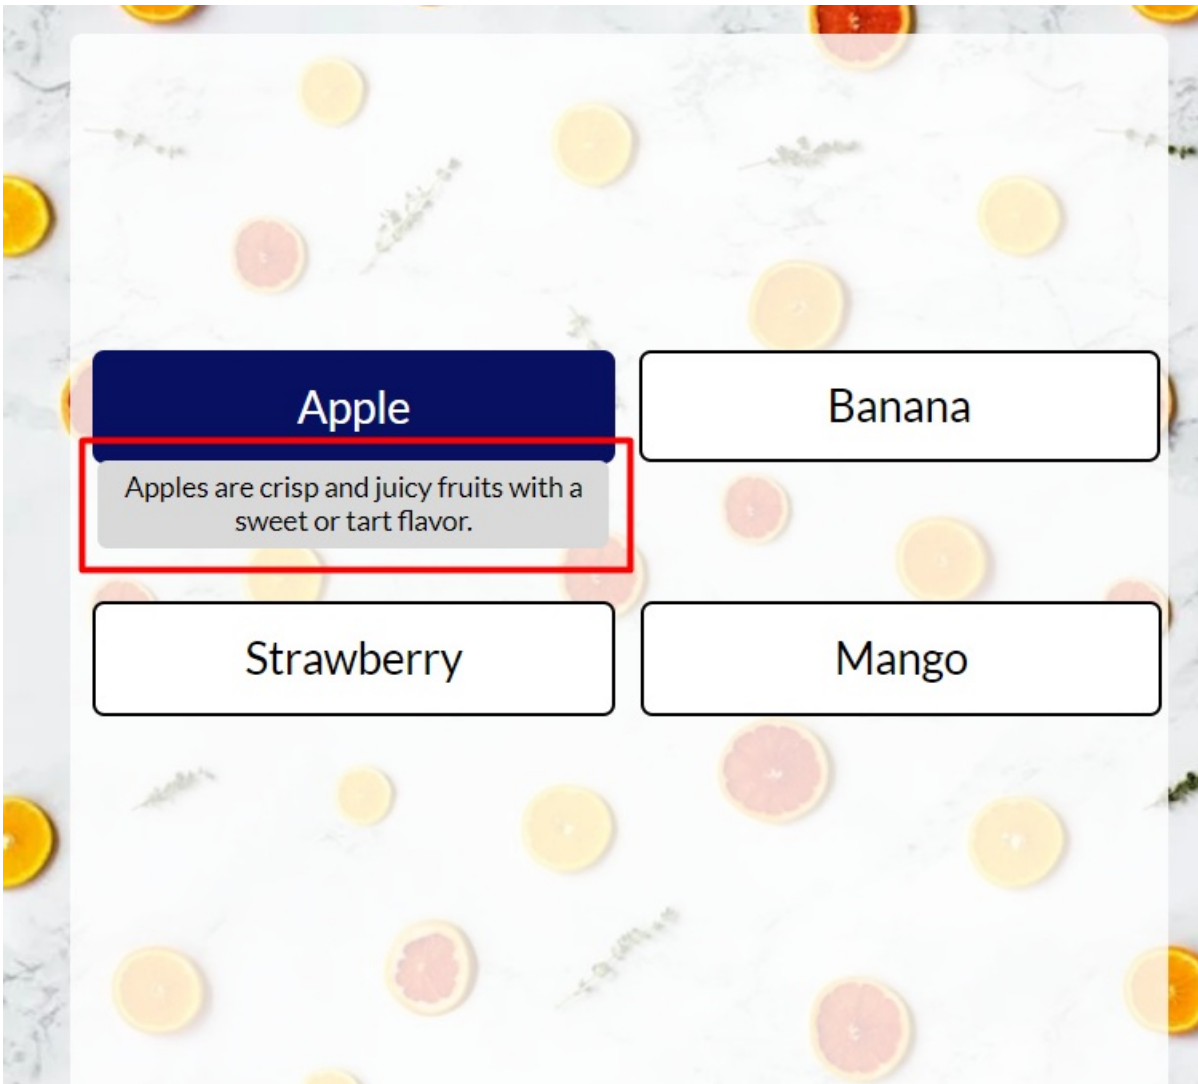 Apple
Banana
Apples are crisp and juicy fruits with a
sweet or tart flavor.
Strawberry
Mango